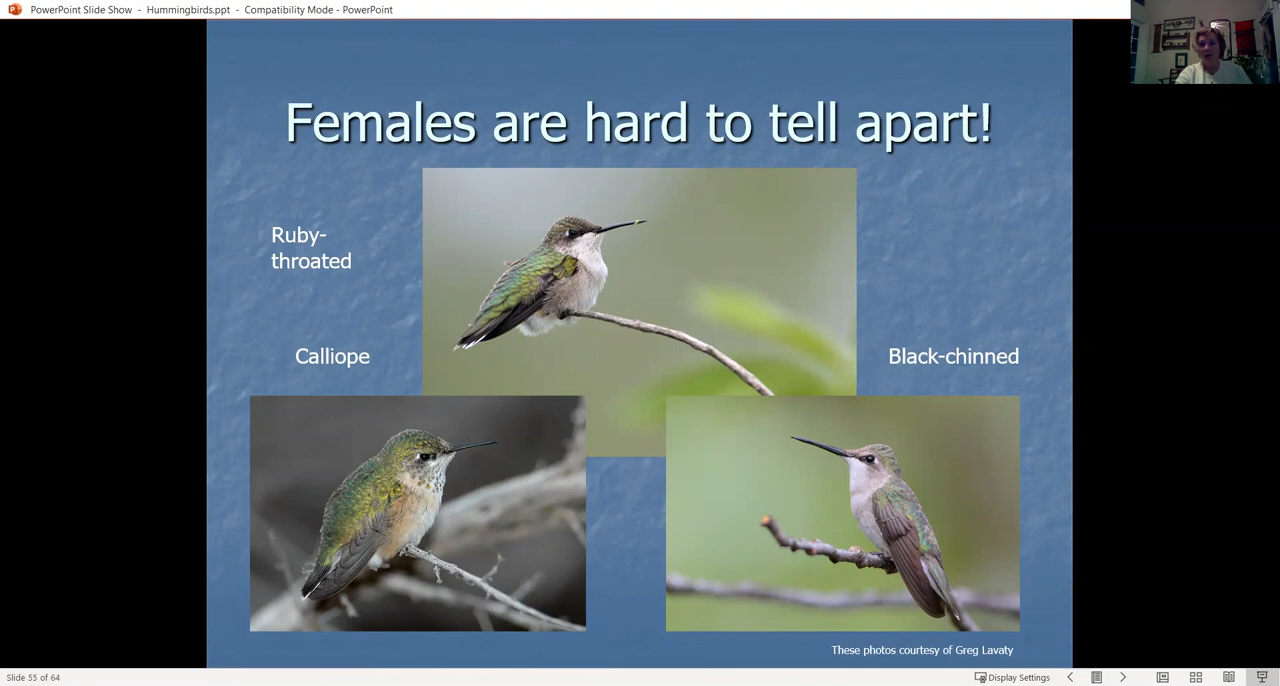 PowerPoint Slide Show - Hummingbirds.ppt - Compatibility Mode - PowerPoint
Females are hard to tell apart!
Ruby-
throated
Calliope
Black-chinned
These photos courtesy of Greg Lavaty
Slide 55 of 64
Display Settings